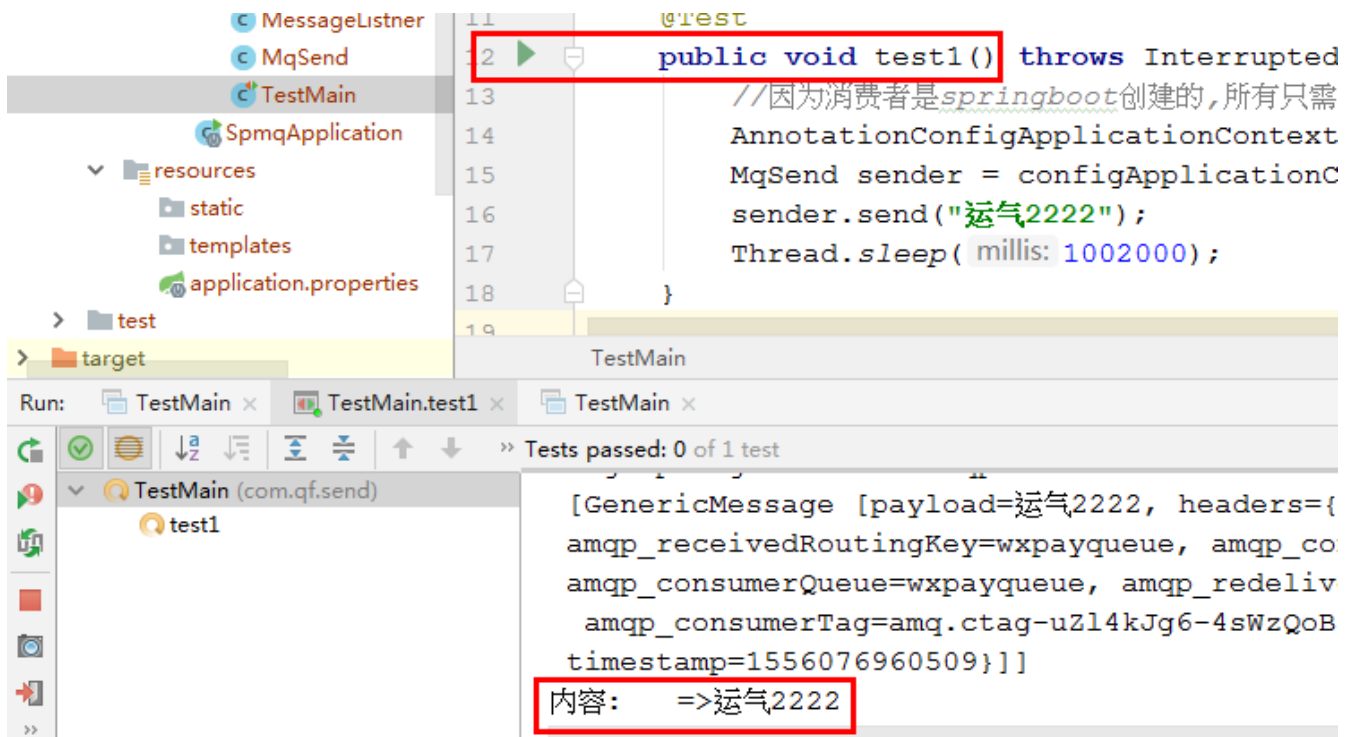 MessageListner
MqSend
TestMain
SpmqApplication
resources
static
templates
application.properties
test
target
11 @Test
12 public void test1() throws Interrupted
13 //因为消费者是springboot创建的,所有只需
14 AnnotationConfigApplicationContext
15 MqSend sender = configApplicationC
16 sender.send("运气2222");
17 Thread.sleep( millis: 1002000);
18 }
19
TestMain
Run: TestMain × TestMain.test1 × TestMain ×
» Tests passed: 0 of 1 test
TestMain (com.qf.send)
test1
[GenericMessage [payload=运气2222, headers={
amqp_receivedRoutingKey=wxpayqueue, amqp_co
amqp_consumerQueue=wxpayqueue, amqp_redeliv
amqp_consumerTag=amq.ctag-uZl4kJg6-4sWzQoB
timestamp=1556076960509}]]
内容: =>运气2222